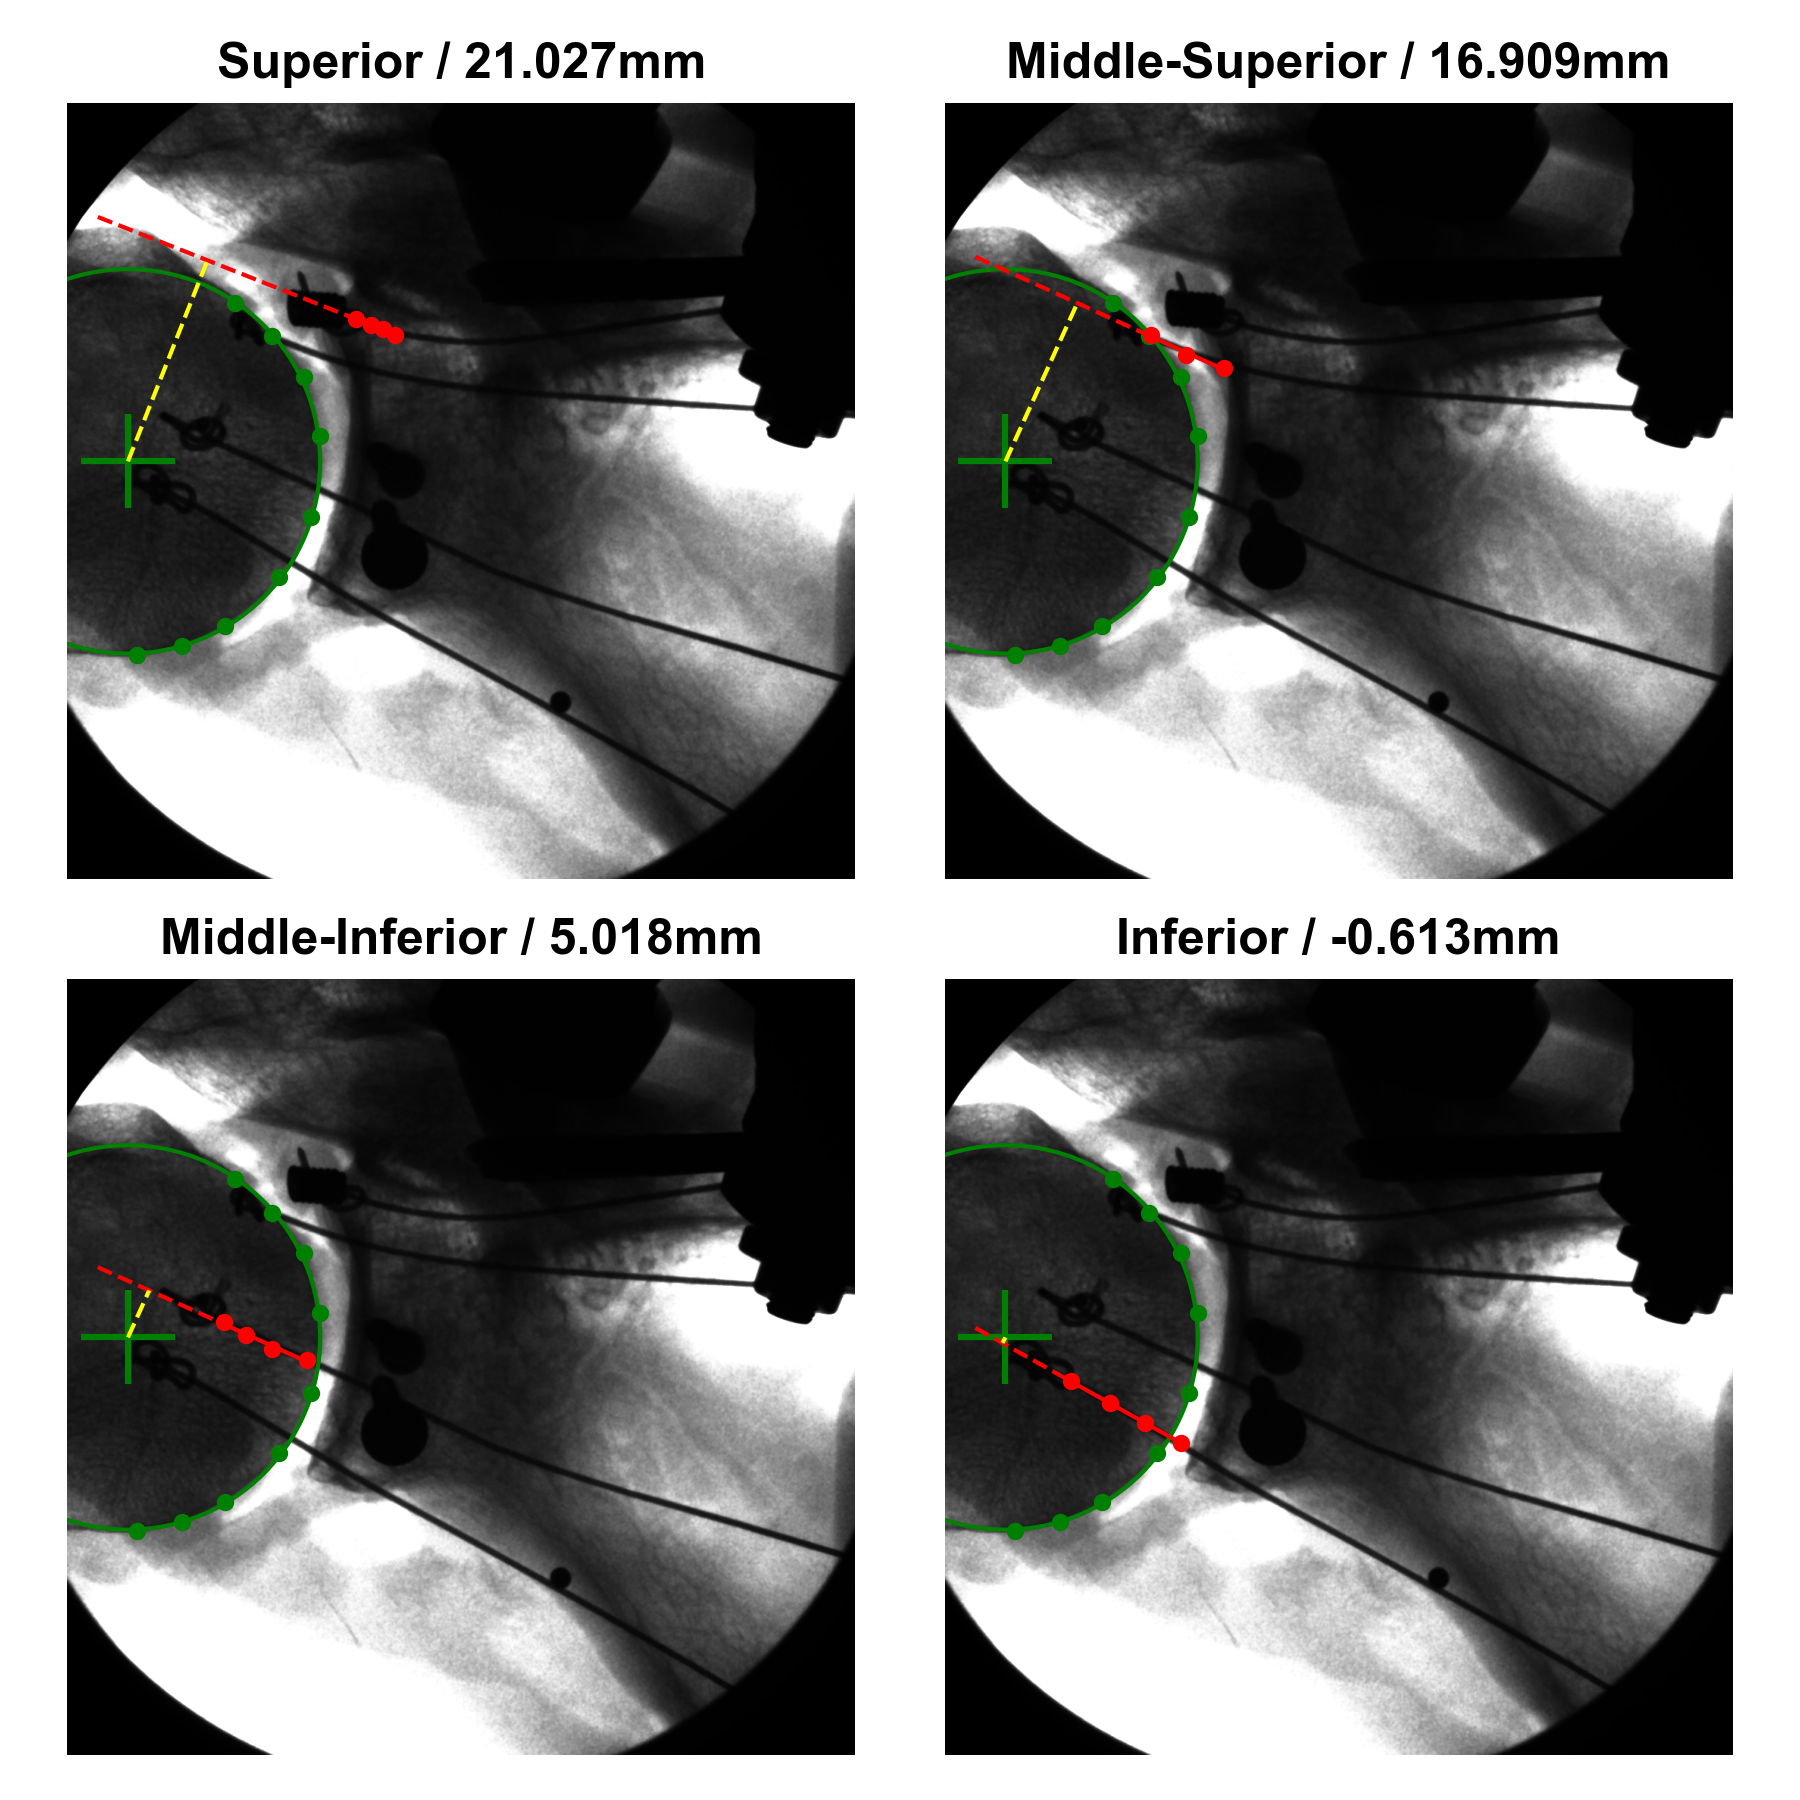 Superior / 21.027mm
Middle-Superior / 16.909mm
Middle-Inferior / 5.018mm
Inferior / -0.613mm